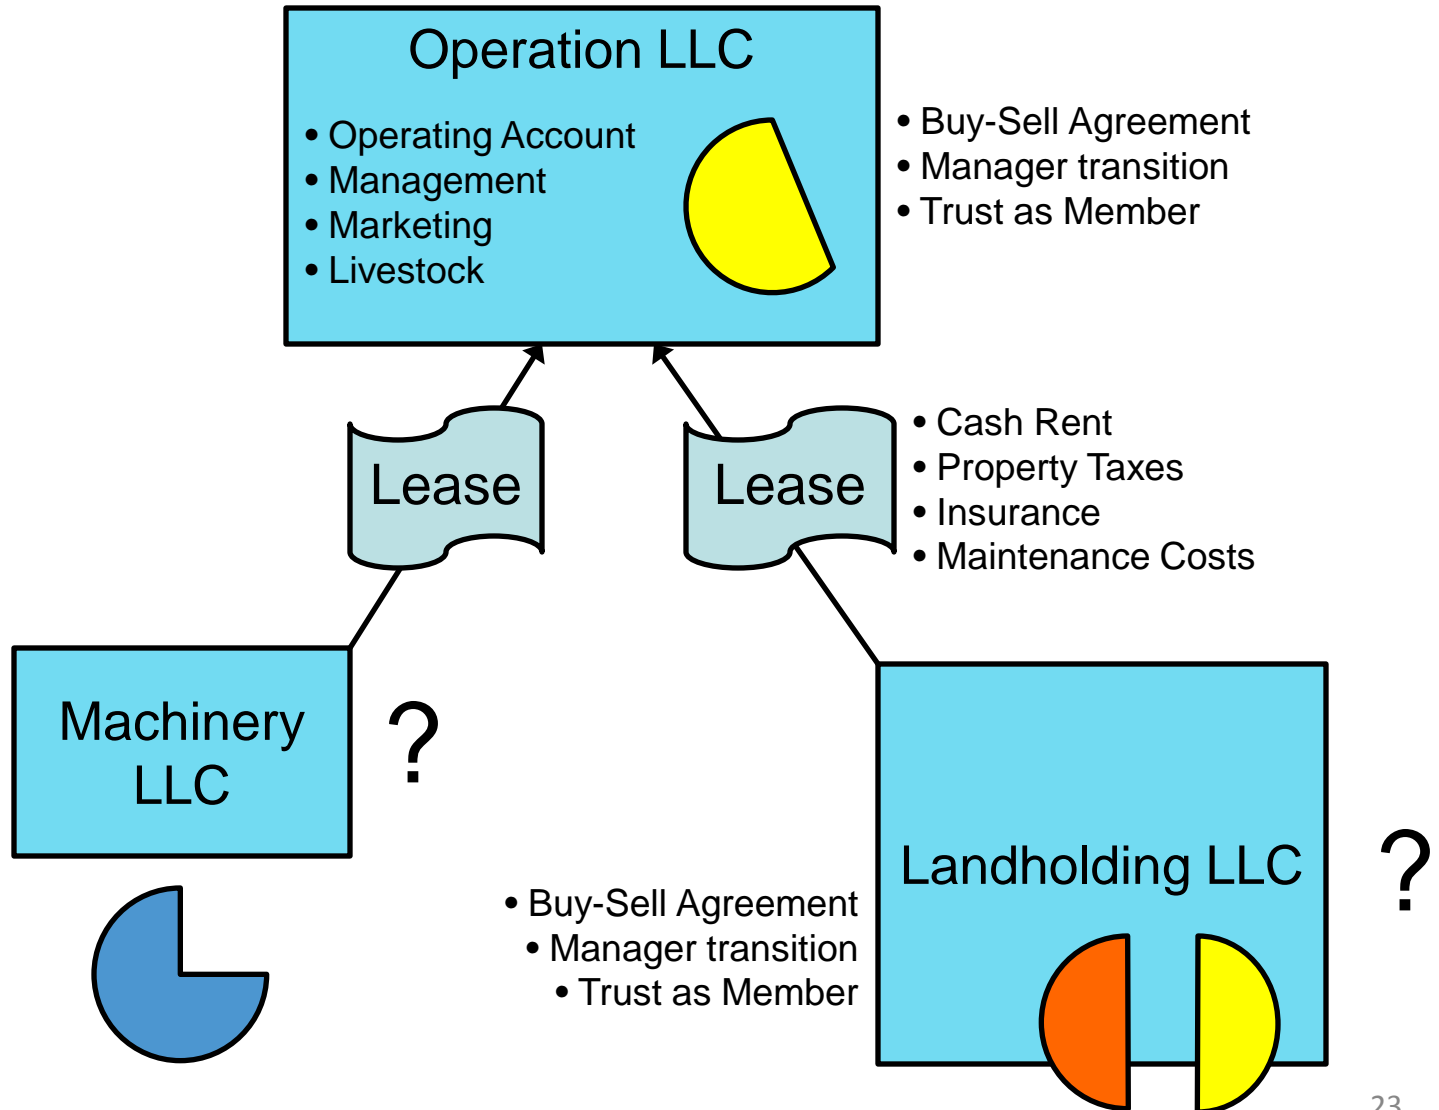 Operation LLC
• Operating Account
• Management
• Marketing
• Livestock
• Buy-Sell Agreement
• Manager transition
• Trust as Member
Lease
Lease
• Cash Rent
• Property Taxes
• Insurance
• Maintenance Costs
Machinery
LLC
?
Landholding LLC
?
• Buy-Sell Agreement
• Manager transition
• Trust as Member
23